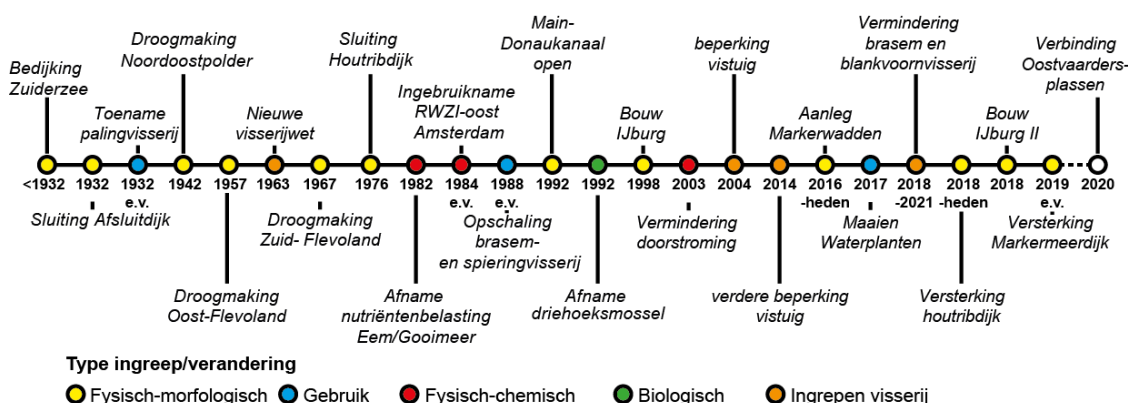 Bedijking
Zuiderzee
Toename
palingvisserij
Droogmaking
Noordoostpolder
Nieuwe
visserijwet
Sluiting
Houtribdijk
Ingebruikname
RWZI-oost
Amsterdam
Main-
Donaukanaal
open
Bouw
IJburg
beperking
vistuig
Aanleg
Markerwadden
Vermindering
brasem en
blankvoornvisserij
Bouw
IJburg II
Verbinding
Oostvaarders-
plassen
<1932 1932 1932 1942 1957 1963 1967 1976 1982 1984 1988 1992 1992 1998 2003 2004 2014 2016 2017 2018 2018 2018 2019 2020
e.v. e.v. e.v. -heden -2021 -heden e.v.
Sluiting Afsluitdijk
Droogmaking
Oost-Flevoland
Droogmaking
Zuid- Flevoland
Afname
nutriëntenbelasting
Eem/Gooimeer
Opschaling
brasem-
en spieringvisserij
Afname
driehoeksmossel
Vermindering
doorstroming
verdere beperking
vistuig
Maaien
Waterplanten
Versterking
houtribdijk
Versterking
Markermeerdijk
Type ingreep/verandering
Fysisch-morfologisch Gebruik Fysisch-chemisch Biologisch Ingrepen visserij